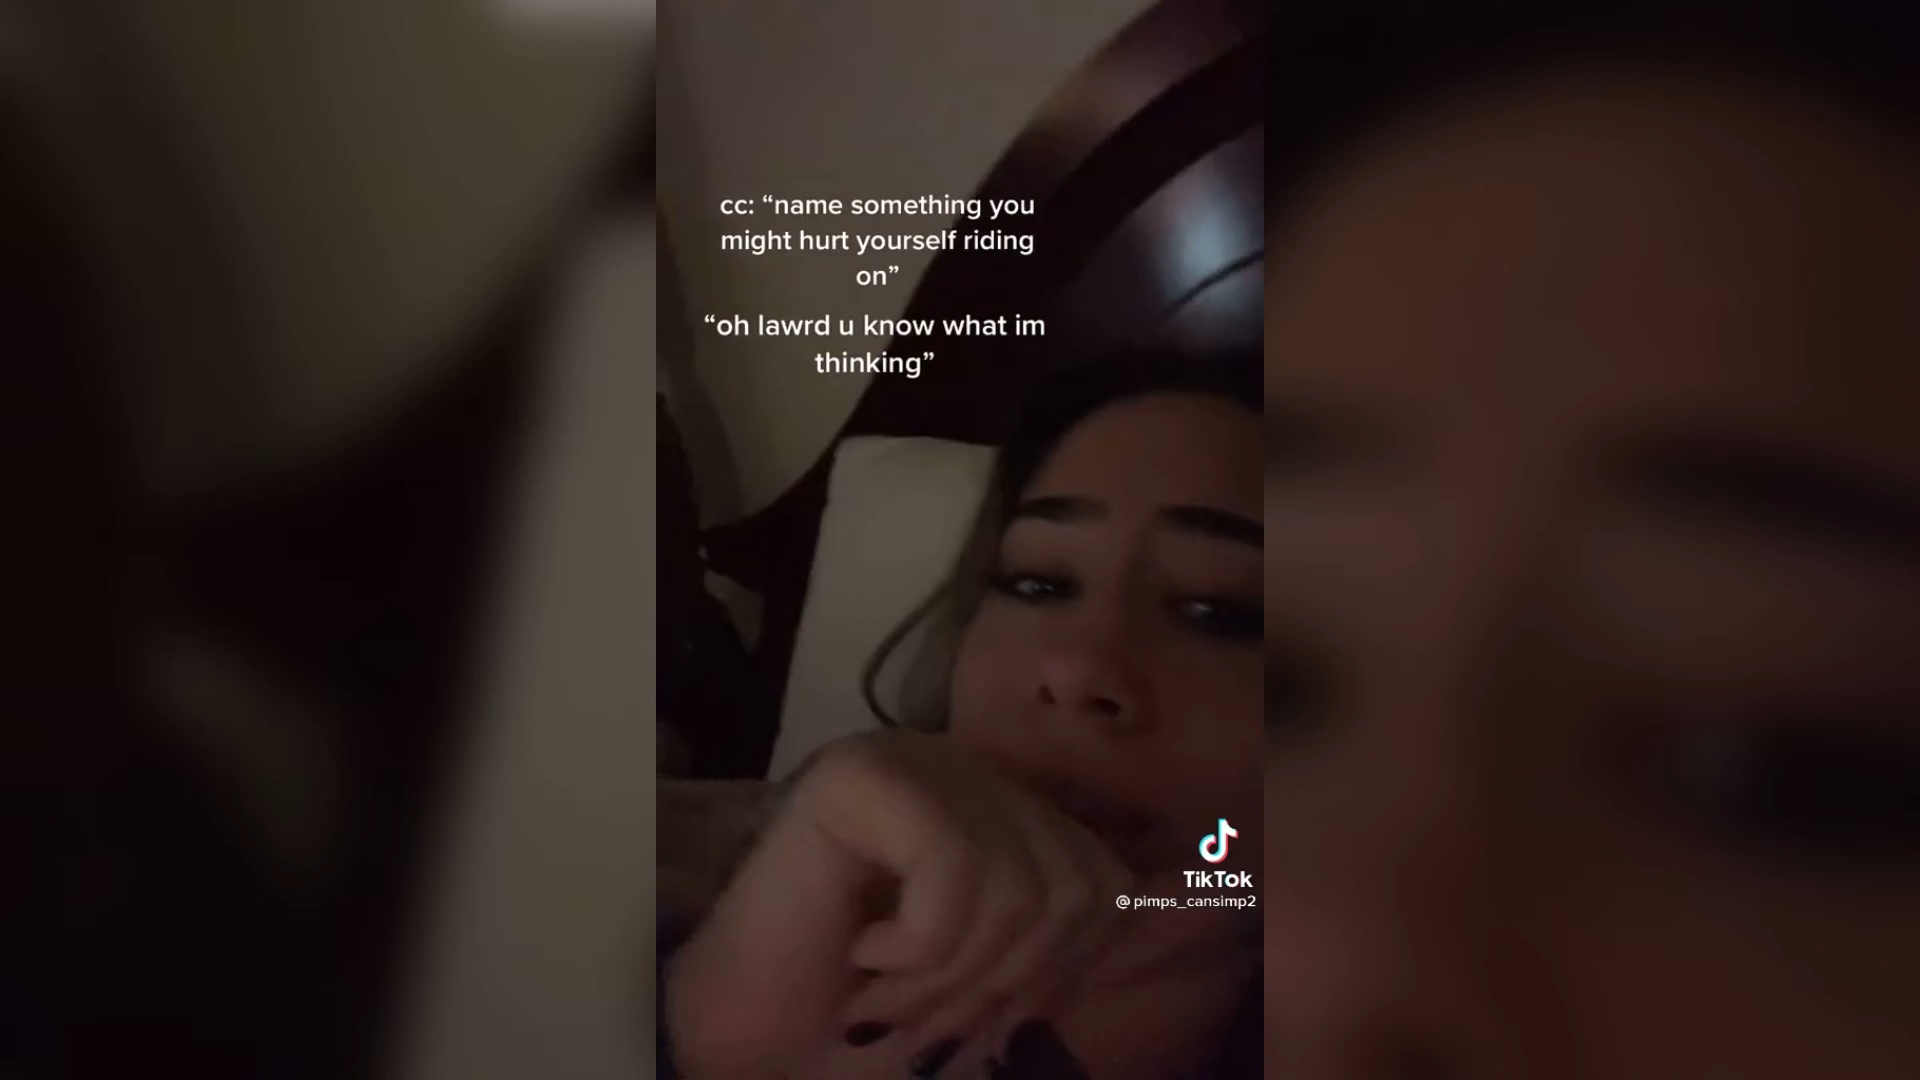 cc: “name something you
might hurt yourself riding
on”
“oh lawrd u know what im
thinking”
TikTok
@pimps_cansimp2